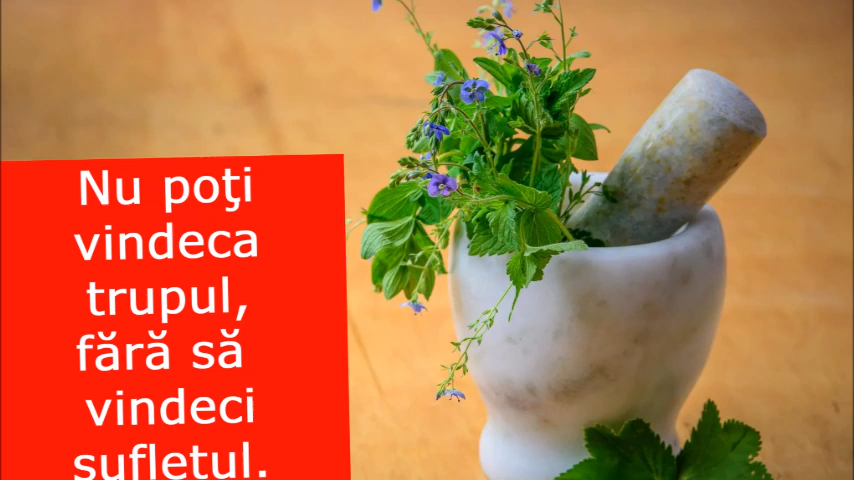 Nu poţi
vindeca
trupul,
fără să
vindeci
sufletul.